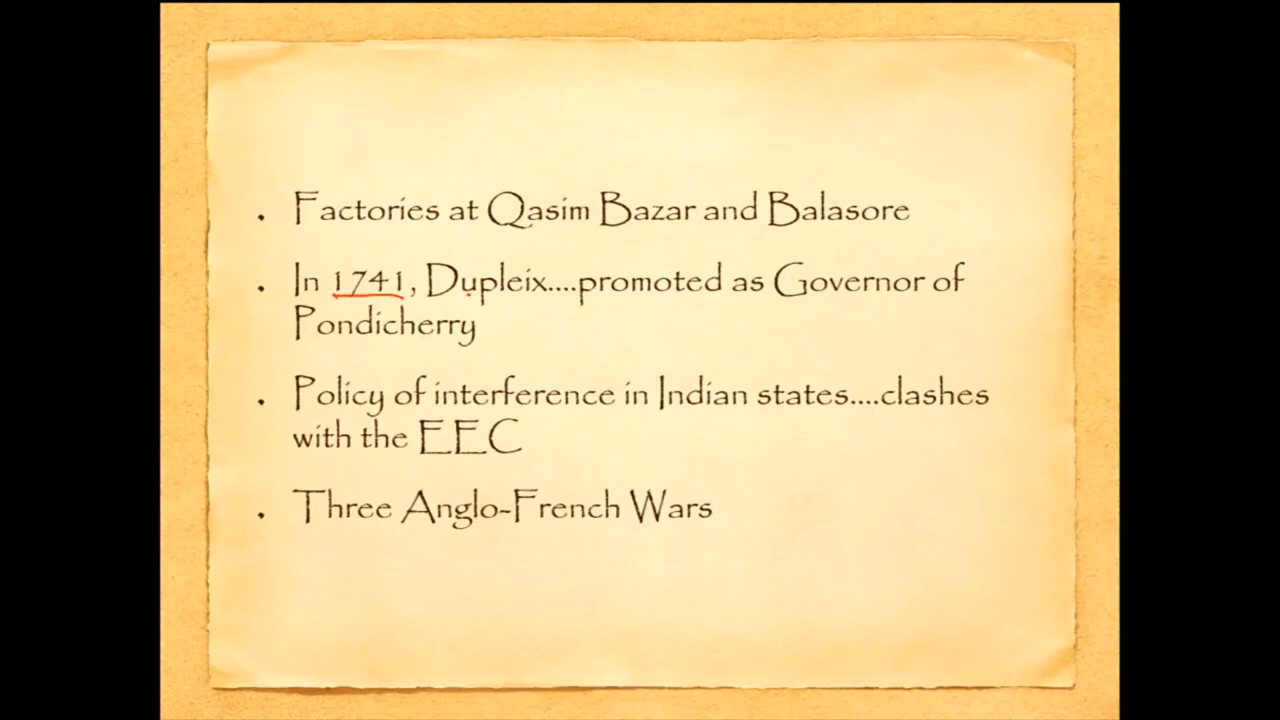 . Factories at Qasim Bazar and Balasore
. In 1741, Dupleix....promoted as Governor of
Pondicherry
. Policy of interference in Indian states....clashes
with the EEC
. Three Anglo-French Wars